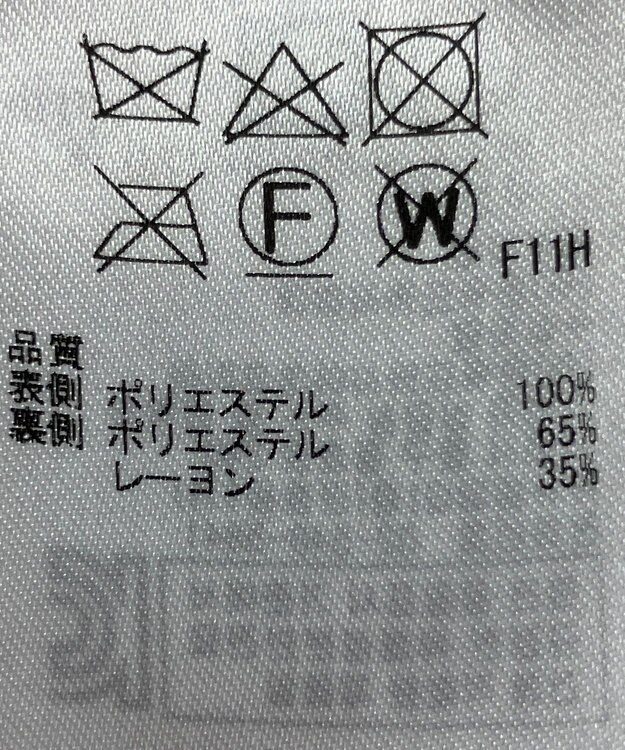 F W F11H
品質
表側 ポリエステル 100%
裏側 ポリエステル 65%
レーヨン 35%